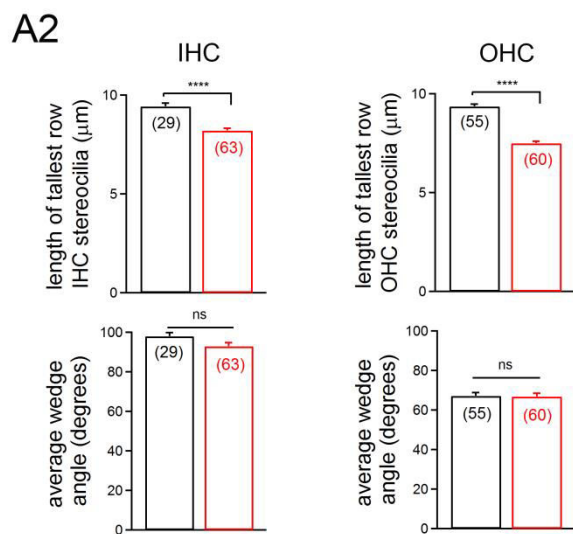 A2
IHC
OHC
length of tallest row
IHC stereocilia (μm)
10
5
0
****
(29)
(63)
length of tallest row
OHC stereocilia (μm)
10
5
0
****
(55)
(60)
average wedge
angle (degrees)
100
80
60
40
20
0
ns
(29)
(63)
average wedge
angle (degrees)
100
80
60
40
20
0
ns
(55)
(60)